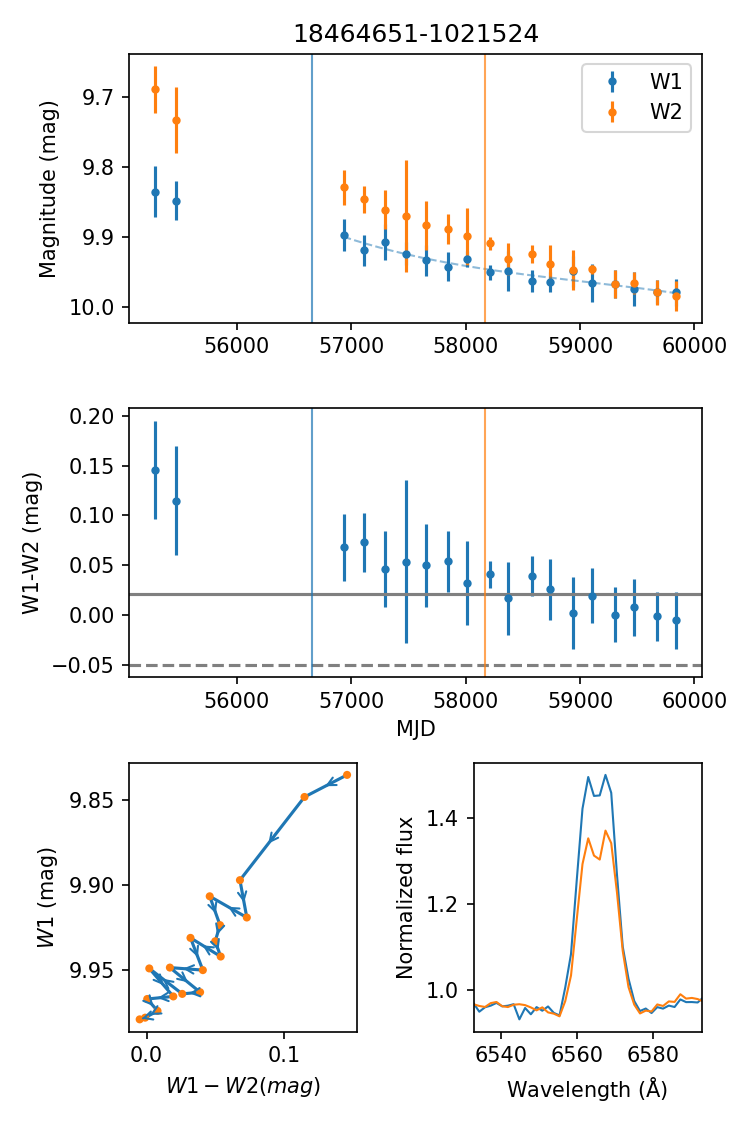 18464651-1021524
Magnitude (mag)
9.7
9.8
9.9
10.0
W1
W2
56000 57000 58000 59000 60000
W1-W2 (mag)
0.20
0.15
0.10
0.05
0.00
−0.05
56000 57000 58000 59000 60000
MJD
W1 (mag)
9.85
9.90
9.95
0.0 0.1
W1 − W2(mag)
Normalized flux
1.4
1.2
1.0
6540 6560 6580
Wavelength (Å)